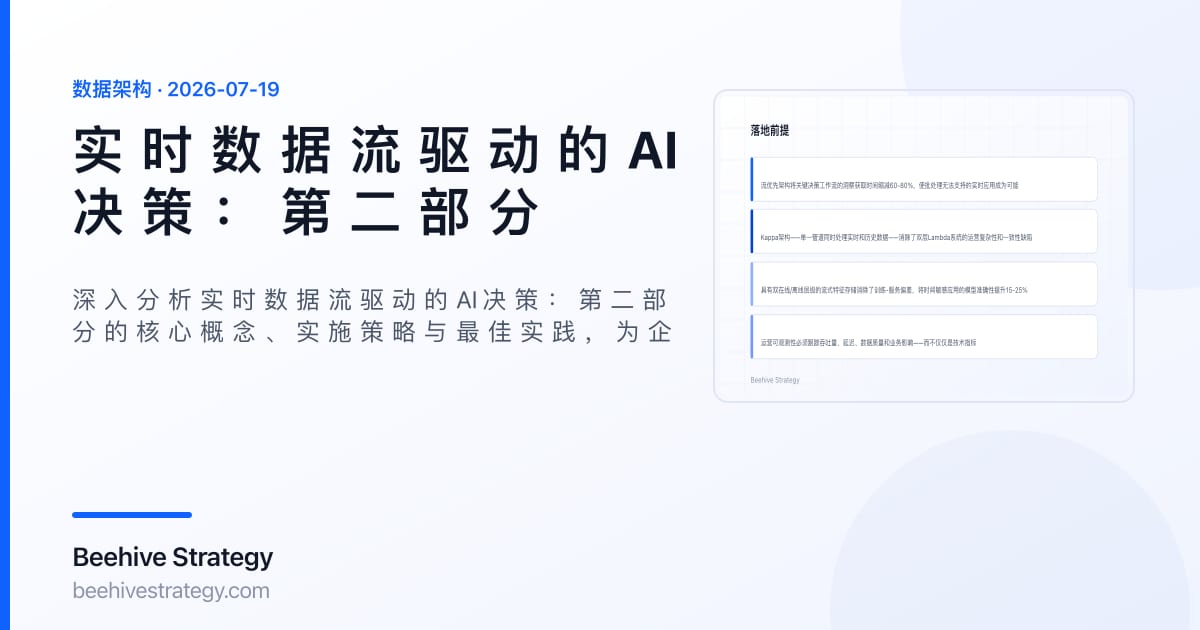 数据架构 · 2026-07-19
实时数据流驱动的AI
决策：第二部分
深入分析实时数据流驱动的AI决策：第二部
分的核心概念、实施策略与最佳实践，为企
落地前提
流优先架构将关键决策工作流的洞察获取时间缩减60-80%，使批处理无法支持的实时应用成为可能
Kappa架构——单一管道同时处理实时和历史数据——消除了双层Lambda系统的运营复杂性和一致性缺陷
具有双在线/离线层级的流式特征存储消除了训练-服务偏差，将时间敏感应用的模型准确性提升15-25%
运营可观测性必须跟踪吞吐量、延迟、数据质量和业务影响——而不仅仅是技术指标
Beehive Strategy
Beehive Strategy
beehivestrategy.com